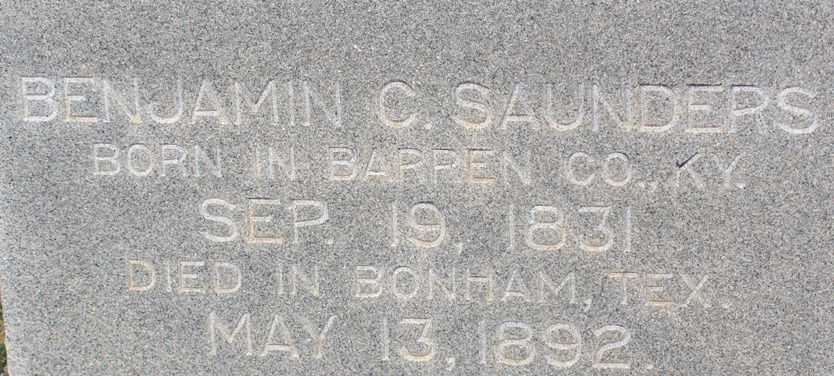 BENJAMIN C. SAUNDERS
BORN IN BARREN CO., KY.
SEP. 19, 1831
DIED IN BONHAM, TEX.
MAY 13, 1892.